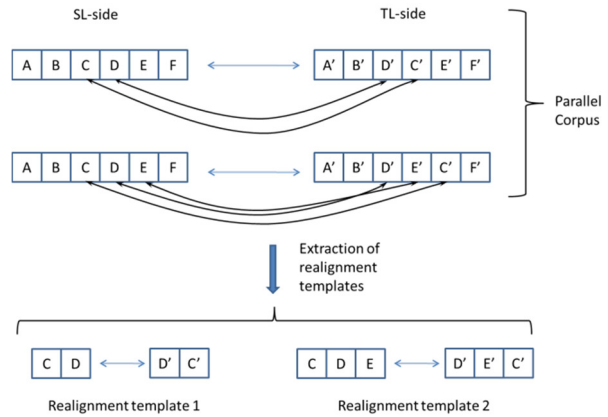 SL-side TL-side
A B C D E F A' B' D' C' E' F'
Parallel
Corpus
A B C D E F A' B' D' E' C' F'
Extraction of
realignment
templates
C D D' C' C D E D' E' C'
Realignment template 1 Realignment template 2